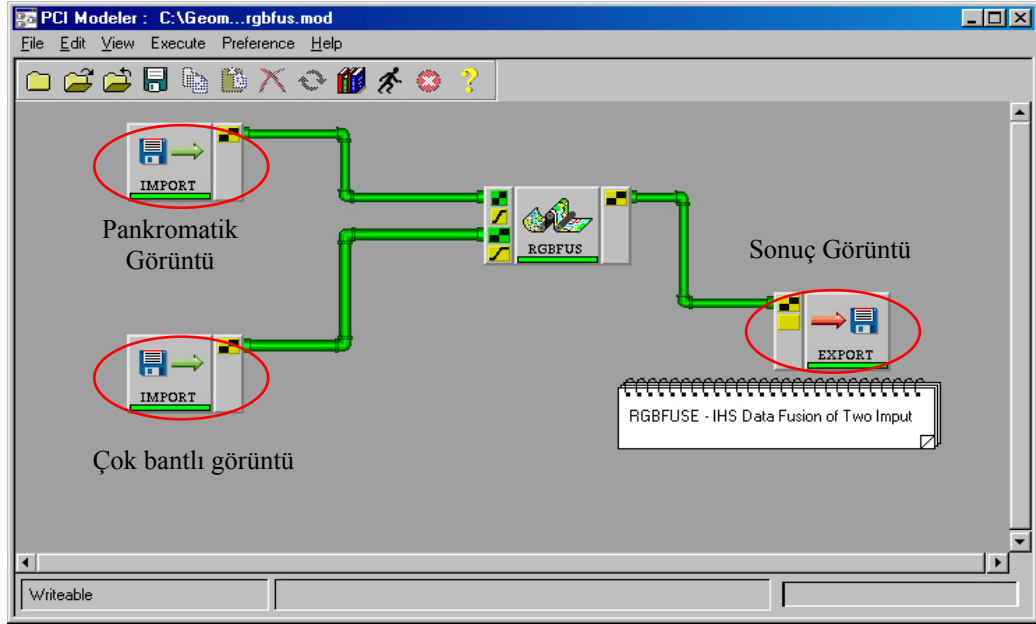 PCI Modeler : C:\Geom...rgbfus.mod
File Edit View Execute Preference Help
IMPORT
Pankromatik
Görüntü
RGBFUS
Sonuç Görüntü
EXPORT
IMPORT
RGBFUSE - IHS Data Fusion of Two Imput
Çok bantlı görüntü
Writeable